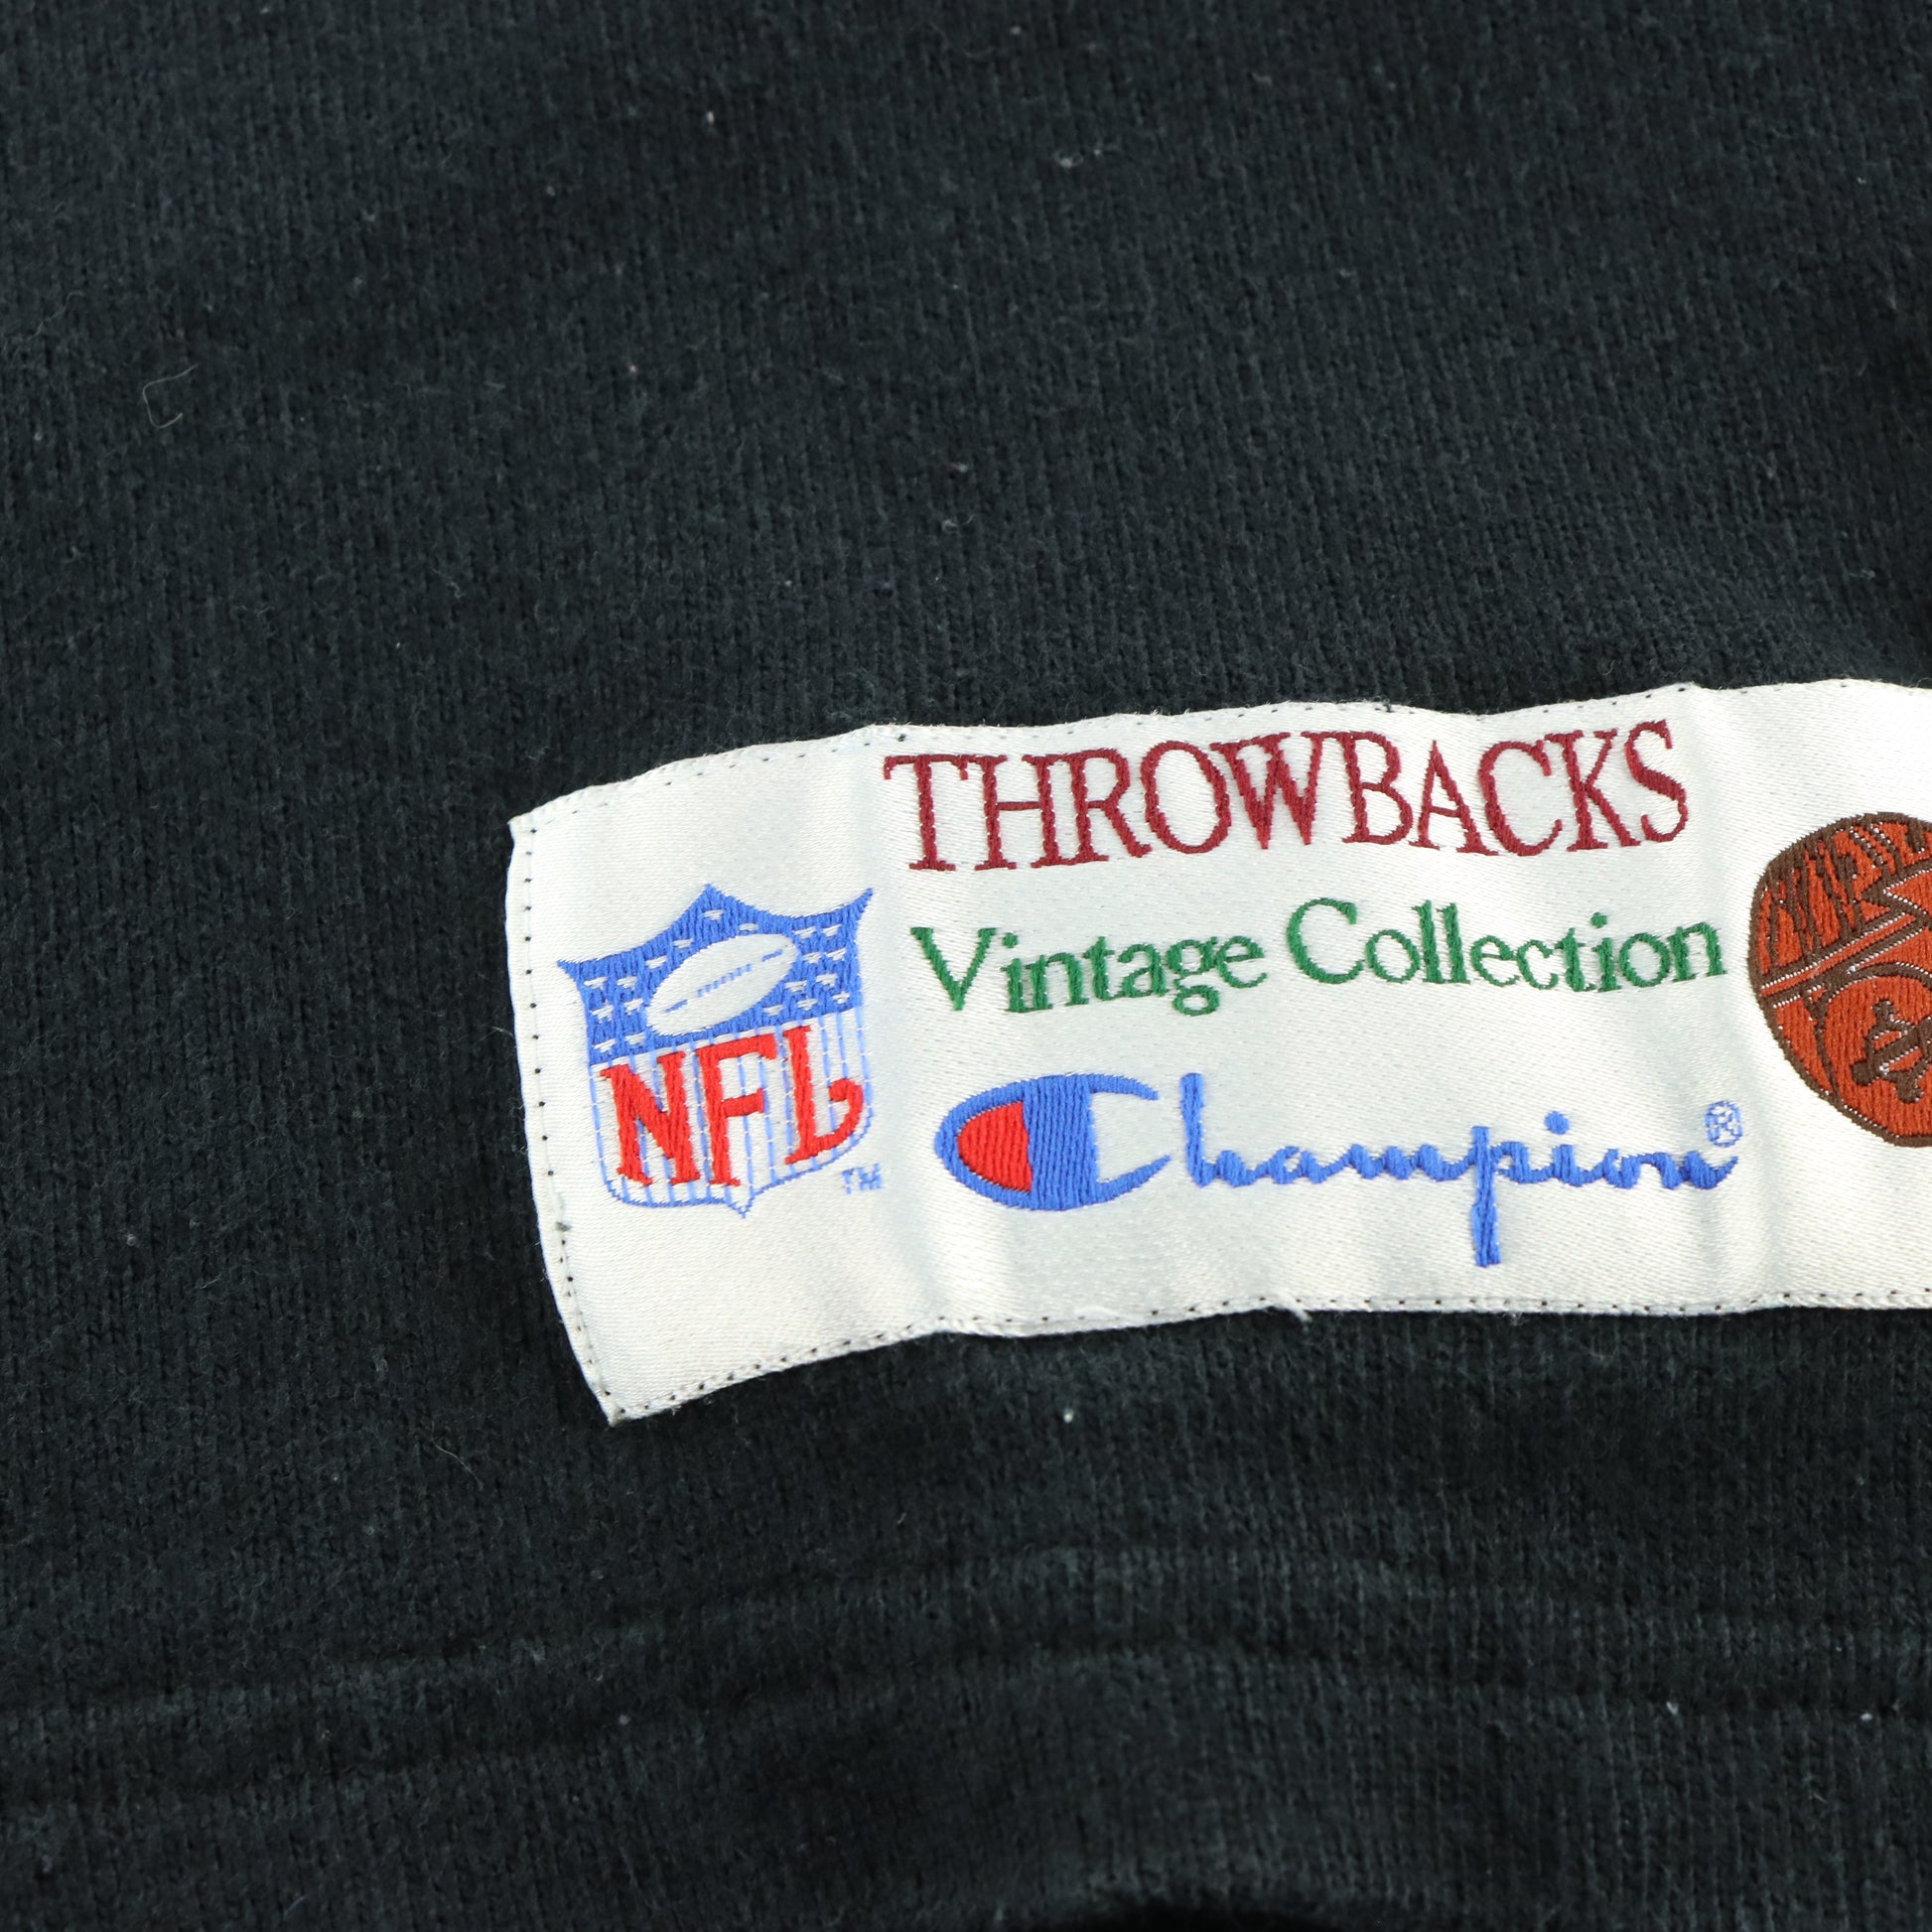 THROWBACKS
Vintage Collection
NFL
TM
Champion®